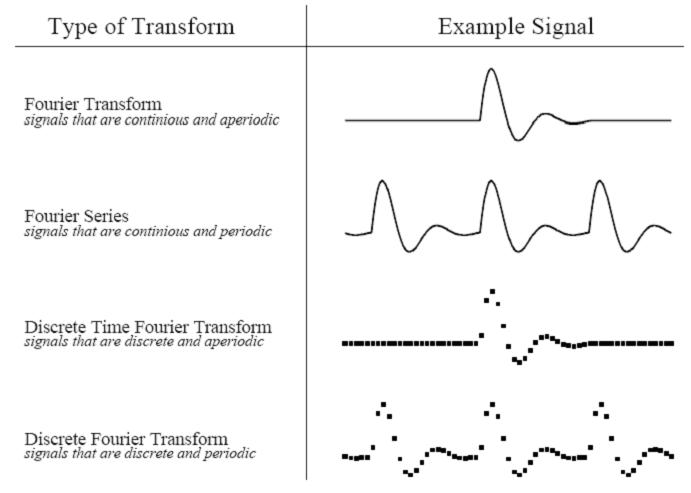 Type of Transform
Example Signal
Fourier Transform
signals that are continious and aperiodic
Fourier Series
signals that are continious and periodic
Discrete Time Fourier Transform
signals that are discrete and aperiodic
Discrete Fourier Transform
signals that are discrete and periodic